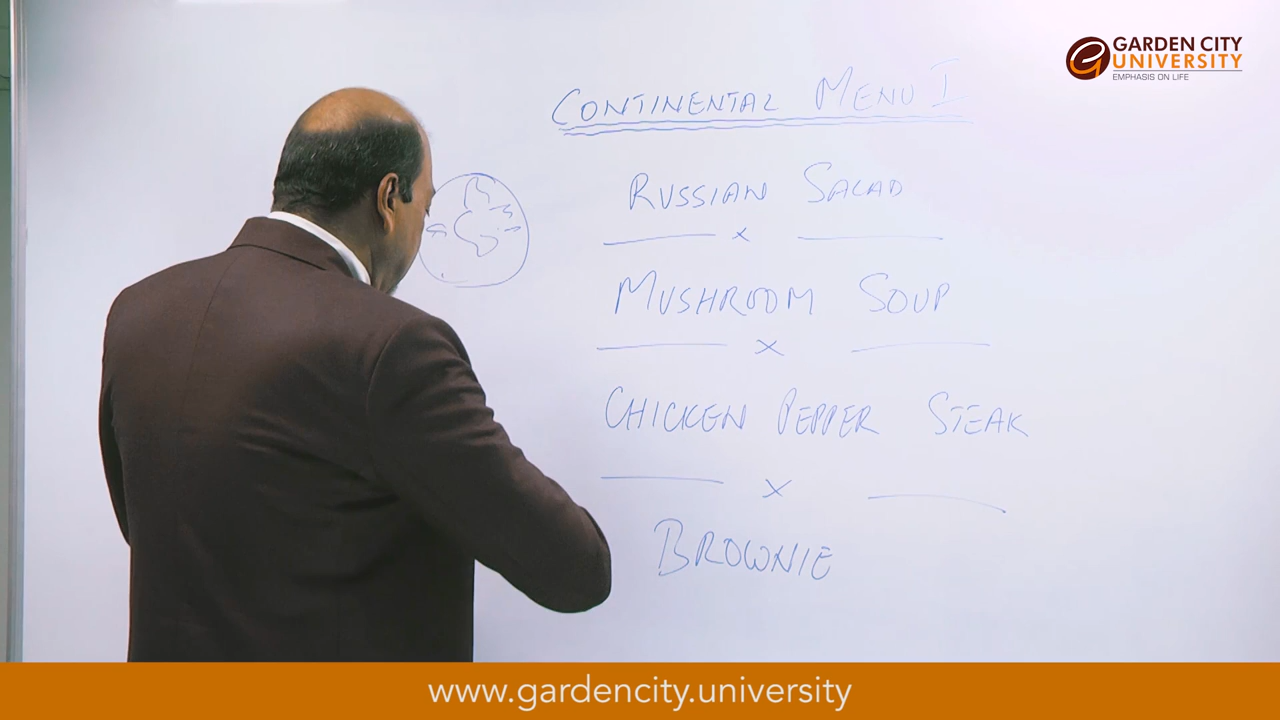 GARDEN CITY
UNIVERSITY
EMPHASIS ON LIFE
CONTINENTAL MENU I
RUSSIAN SALAD
x
MUSHROOM SOUP
x
CHICKEN PEPPER STEAK
x
BROWNIE
www.gardencity.university